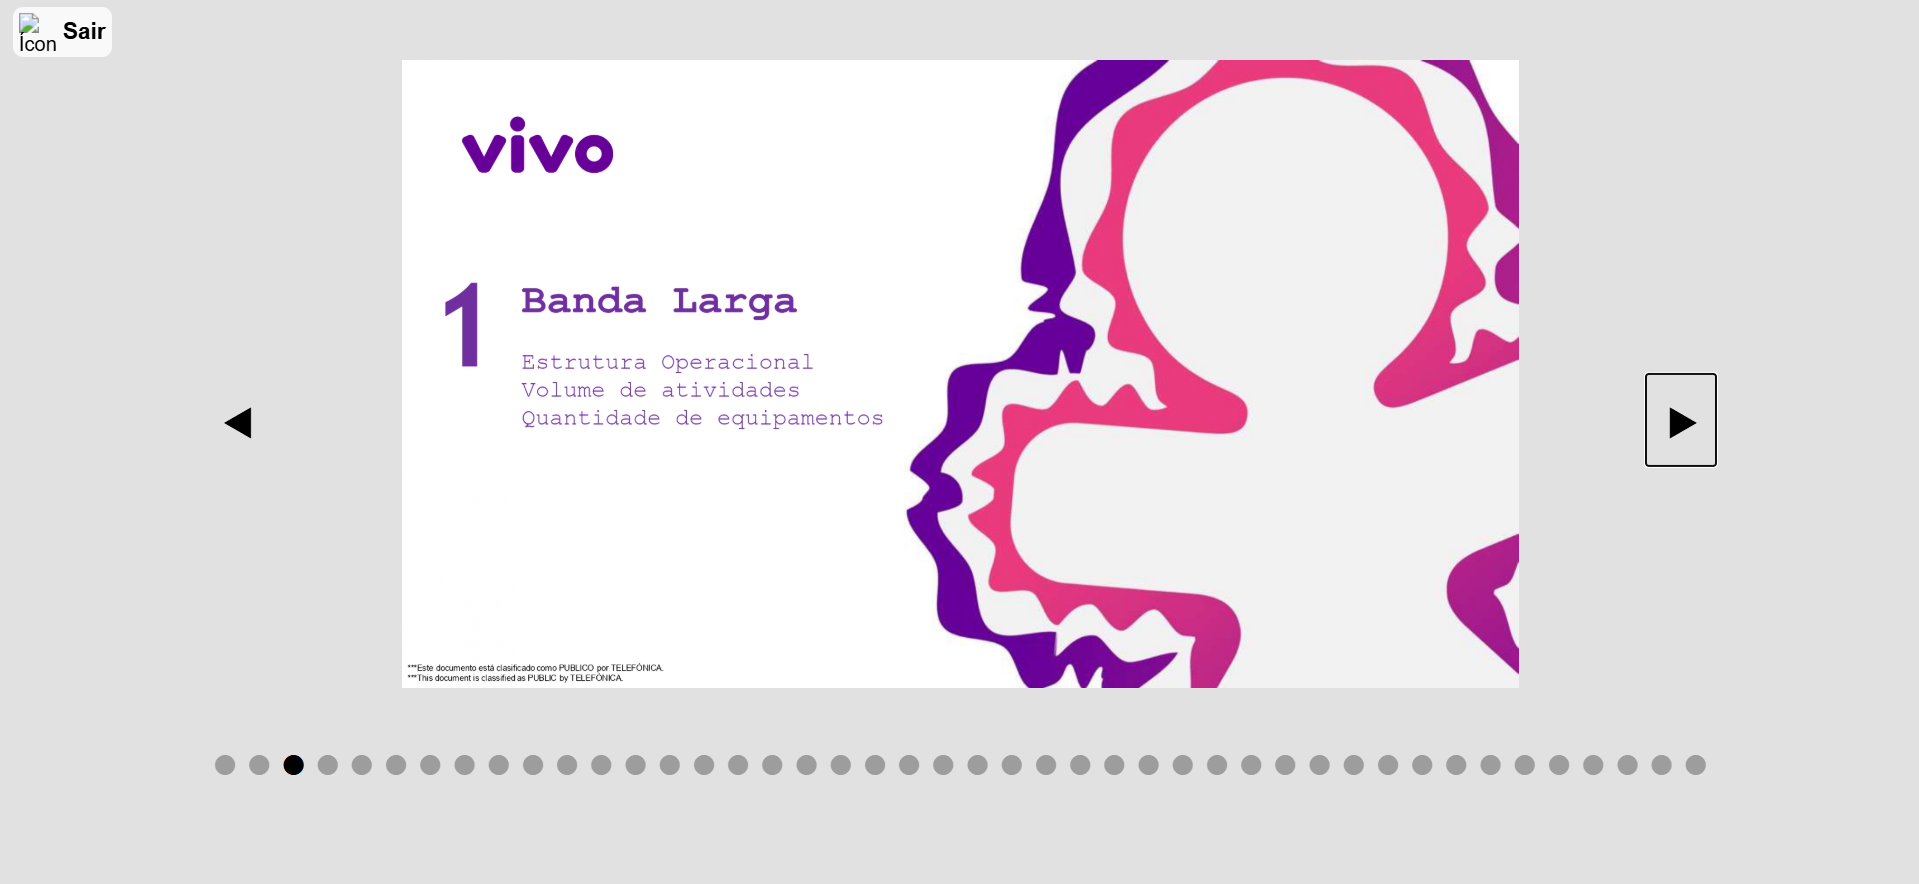 Ícon Sair
vivo
1 Banda Larga
Estrutura Operacional
Volume de atividades
Quantidade de equipamentos
***Este documento está clasificado como PUBLICO por TELEFÓNICA.
***This document is classified as PUBLIC by TELEFÓNICA.